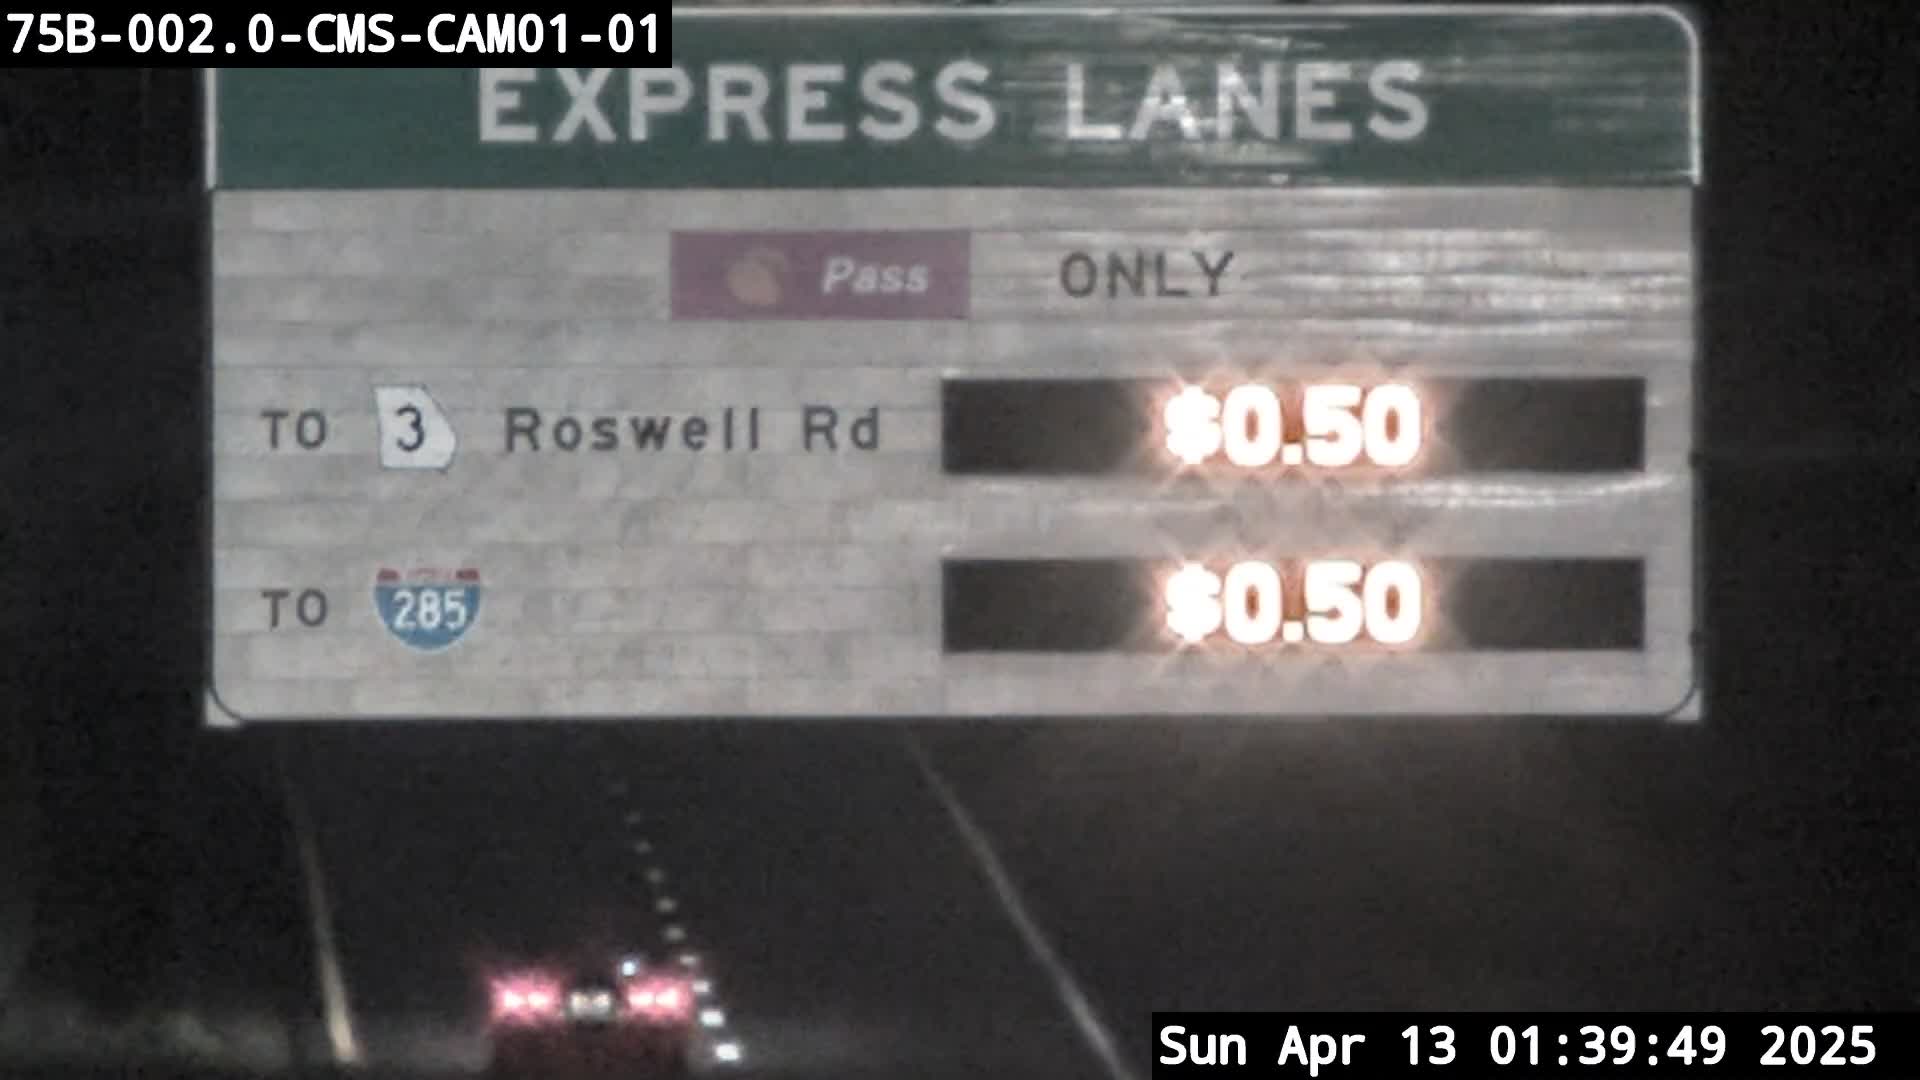 75B-002.0-CMS-CAM01-01
EXPRESS LANES
Pass ONLY
TO 3 Roswell Rd $0.50
TO 285 $0.50
Sun Apr 13 01:39:49 2025